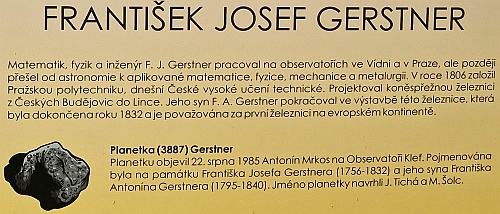 FRANTIŠEK JOSEF GERSTNER
Matematik, fyzik a inženýr F. J. Gerstner pracoval na observatořích ve Vídni a v Praze, ale později
přešel od astronomie k aplikované matematice, fyzice, mechanice a metalurgii. V roce 1806 založil
Pražskou polytechniku, dnešní České vysoké učení technické. Projektoval koněspřežnou železnici
z Českých Budějovic do Lince. Jeho syn F. A. Gerstner pokračoval ve výstavbě této železnice, která
byla dokončena roku 1832 a je považována za první železnici na evropském kontinentě.
Planetka (3887) Gerstner
Planetku objevil 22. srpna 1985 Antonín Mrkos na Observatoři Kleť. Pojmenována
byla na památku Františka Josefa Gerstnera (1756-1832) a jeho syna Františka
Antonína Gerstnera (1795-1840). Jméno planetky navrhli J. Tichá a M. Šolc.